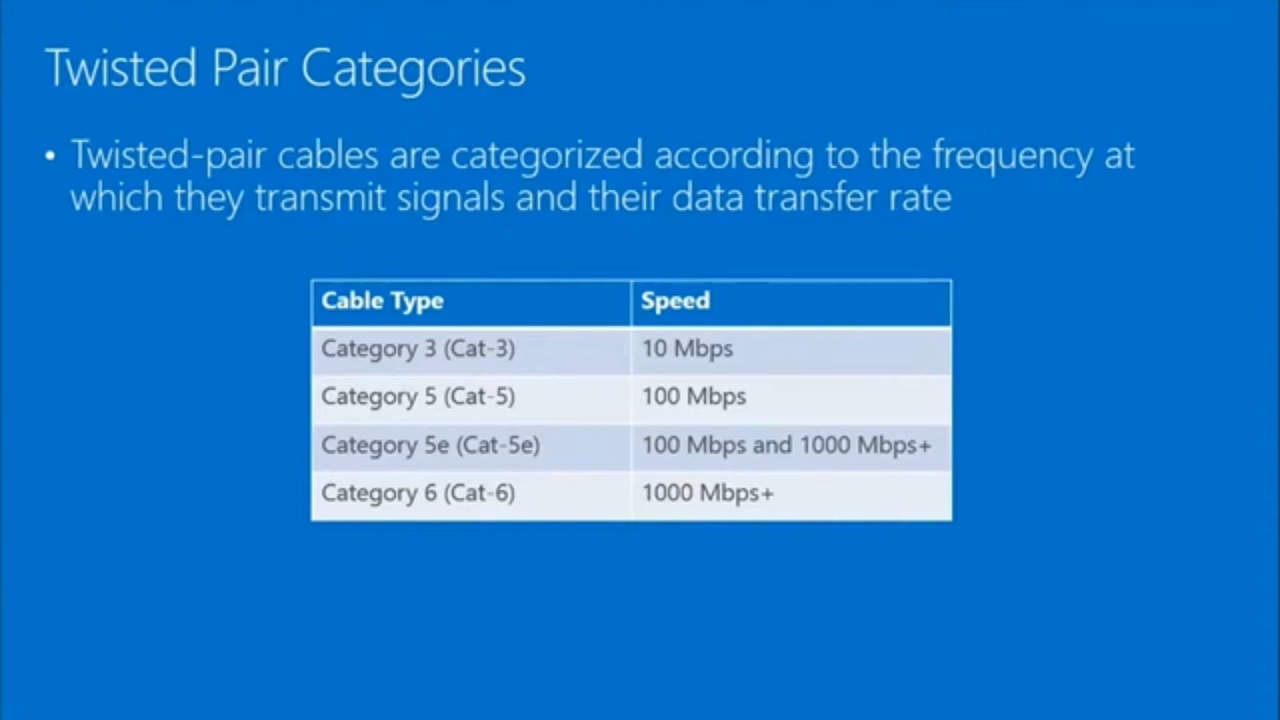 Twisted Pair Categories
• Twisted-pair cables are categorized according to the frequency at
which they transmit signals and their data transfer rate
Cable Type Speed
Category 3 (Cat-3) 10 Mbps
Category 5 (Cat-5) 100 Mbps
Category 5e (Cat-5e) 100 Mbps and 1000 Mbps+
Category 6 (Cat-6) 1000 Mbps+